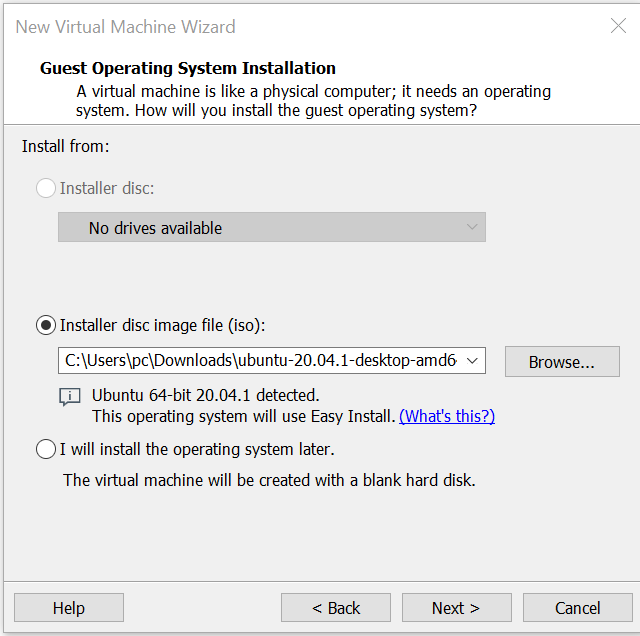 New Virtual Machine Wizard
Guest Operating System Installation
A virtual machine is like a physical computer; it needs an operating
system. How will you install the guest operating system?
Install from:
Installer disc:
No drives available
Installer disc image file (iso):
C:\Users\pc\Downloads\ubuntu-20.04.1-desktop-amd6
Browse...
Ubuntu 64-bit 20.04.1 detected.
This operating system will use Easy Install. (What's this?)
I will install the operating system later.
The virtual machine will be created with a blank hard disk.
Help
< Back
Next >
Cancel